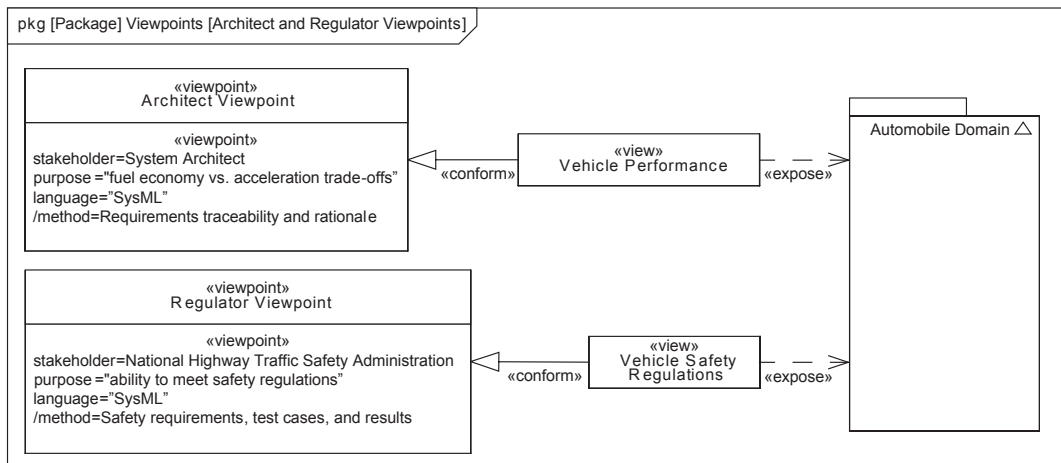 pkg [Package] Viewpoints [Architect and Regulator Viewpoints]
«viewpoint»
Architect Viewpoint
«viewpoint»
stakeholder=System Architect
purpose ="fuel economy vs. acceleration trade-offs”
language=”SysML”
/method=Requirements traceability and rationale
«conform»
«view»
Vehicle Performance
«expose»
Automobile Domain
«viewpoint»
Regulator Viewpoint
«viewpoint»
stakeholder=National Highway Traffic Safety Administration
purpose ="ability to meet safety regulations”
language=”SysML”
/method=Safety requirements, test cases, and results
«conform»
«view»
Vehicle Safety
Regulations
«expose»